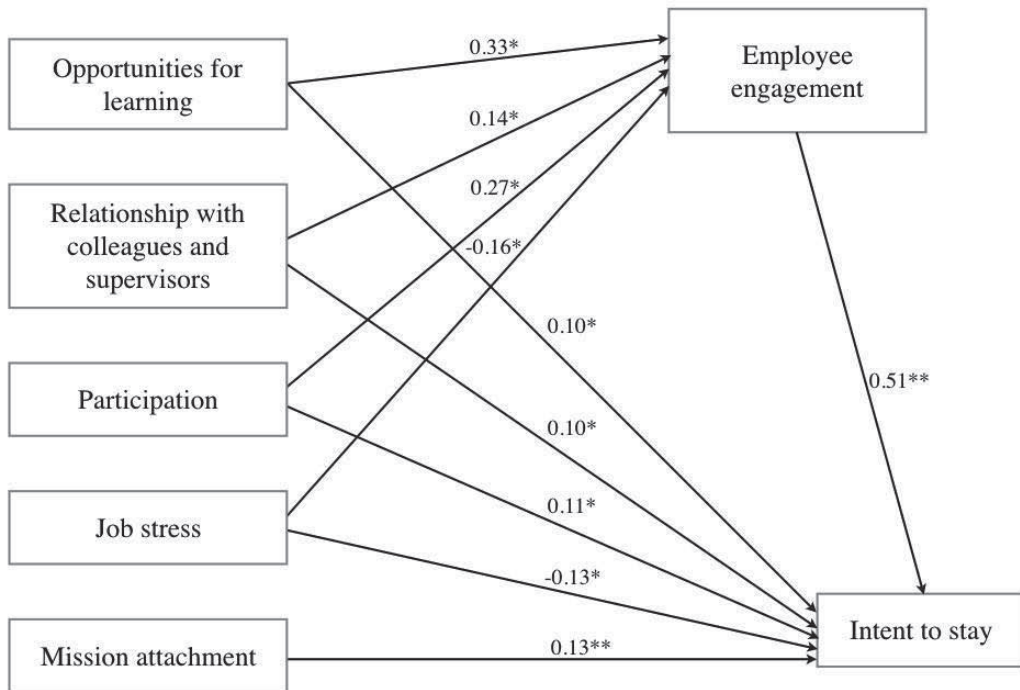 Opportunities for
learning
Relationship with
colleagues and
supervisors
Participation
Job stress
Mission attachment
0.33*
0.14*
0.27*
-0.16*
0.10*
0.10*
0.11*
-0.13*
0.13**
Employee
engagement
0.51**
Intent to stay